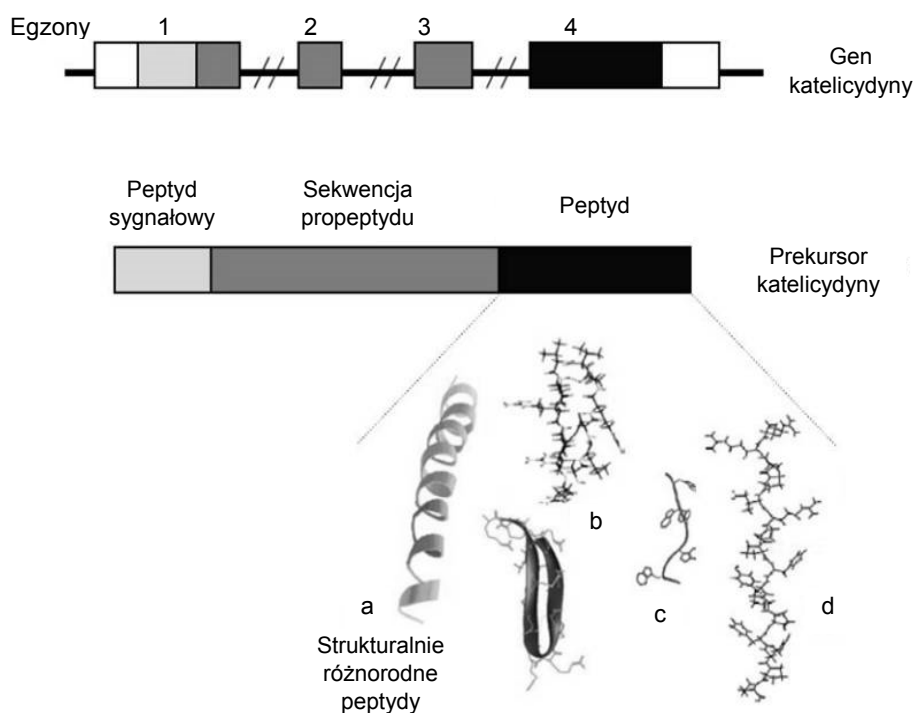 Egzony 1 2 3 4
Gen
katelicydyny
Peptyd
sygnałowy
Sekwencja
propeptydu
Peptyd
Prekursor
katelicydyny
a
b
c
d
Strukturalnie
różnorodne
peptydy